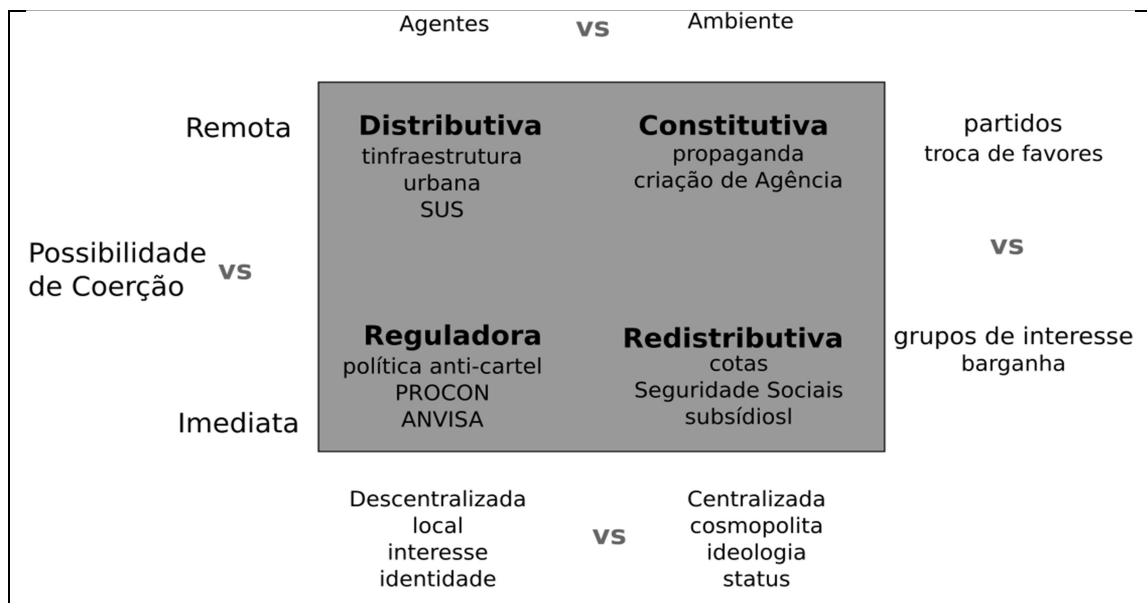 Agentes vs Ambiente
Remota
Distributiva
tinfraestrutura
urbana
SUS
Constitutiva
propaganda
criação de Agência
partidos
troca de favores
Possibilidade
de Coerção
vs
vs
Reguladora
política anti-cartel
PROCON
ANVISA
Redistributiva
cotas
Seguridade Sociais
subsídiosl
grupos de interesse
barganha
Imediata
Descentralizada
local
interesse
identidade
vs
Centralizada
cosmopolita
ideologia
status